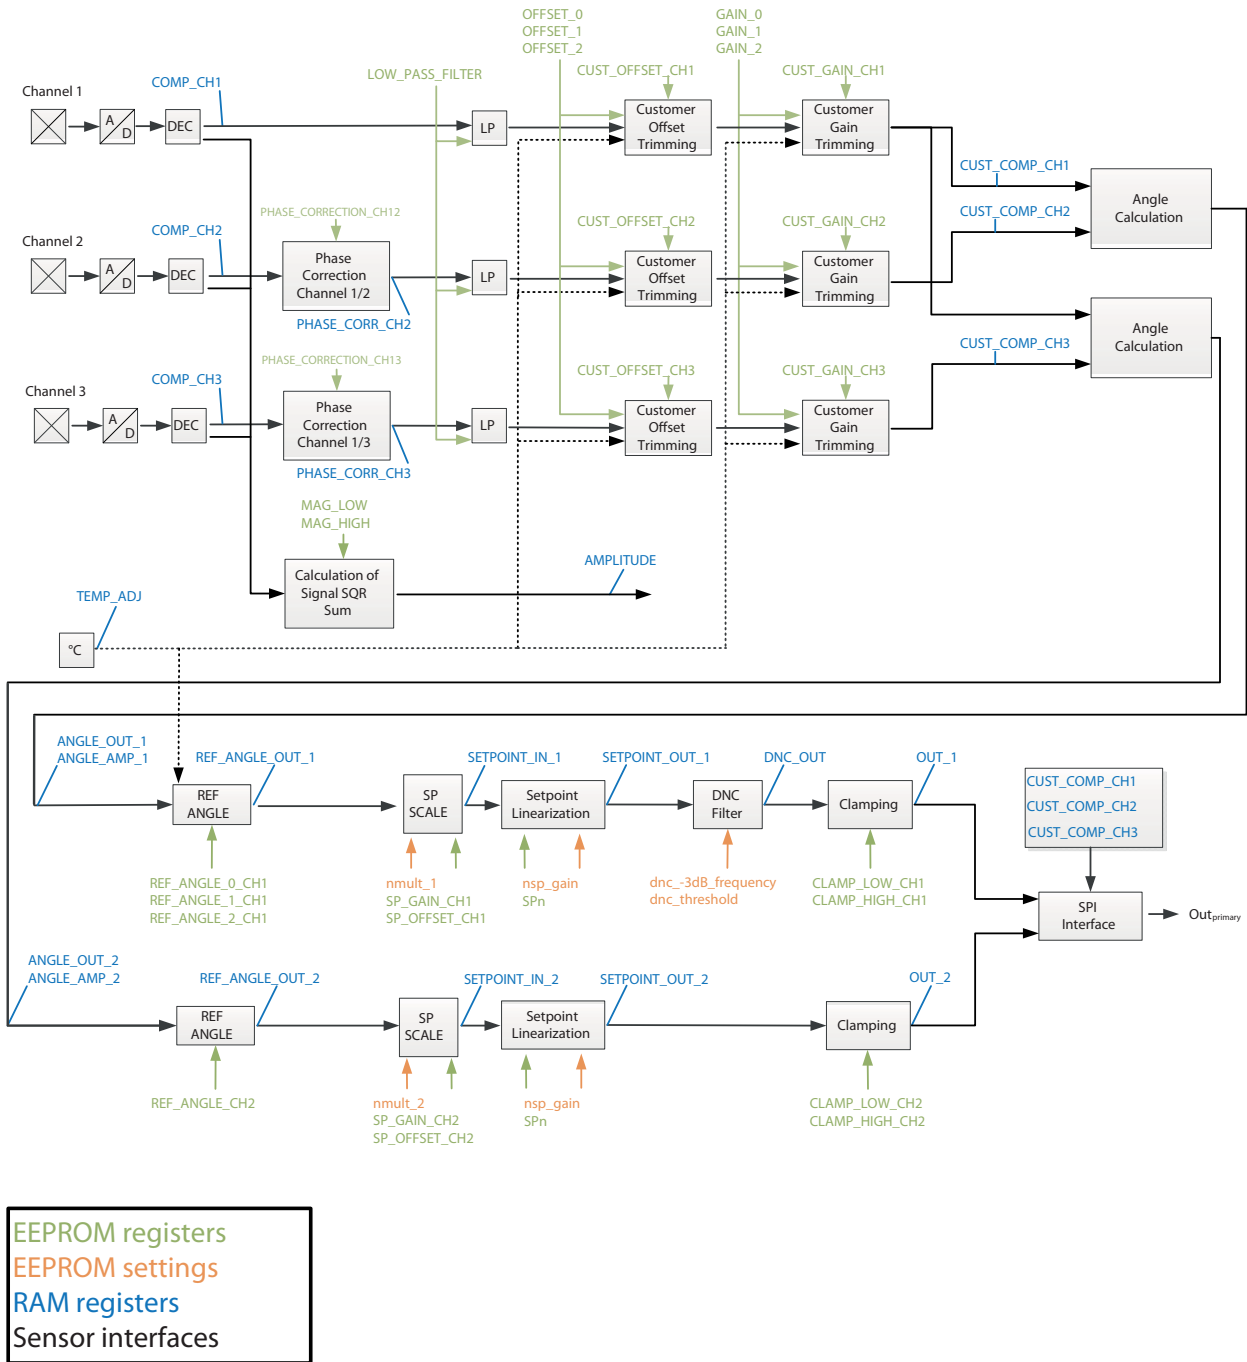 OFFSET_0
OFFSET_1
OFFSET_2
GAIN_0
GAIN_1
GAIN_2
LOW_PASS_FILTER
CUST_OFFSET_CH1
CUST_GAIN_CH1
Channel 1
COMP_CH1
A
D
DEC
LP
Customer
Offset
Trimming
Customer
Gain
Trimming
CUST_COMP_CH1
Angle
Calculation
CUST_COMP_CH2
PHASE_CORRECTION_CH12
CUST_OFFSET_CH2
CUST_GAIN_CH2
Channel 2
COMP_CH2
A
D
DEC
Phase
Correction
Channel 1/2
LP
Customer
Offset
Trimming
Customer
Gain
Trimming
PHASE_CORR_CH2
Angle
Calculation
CUST_COMP_CH3
PHASE_CORRECTION_CH13
CUST_OFFSET_CH3
CUST_GAIN_CH3
Channel 3
COMP_CH3
A
D
DEC
Phase
Correction
Channel 1/3
LP
Customer
Offset
Trimming
Customer
Gain
Trimming
PHASE_CORR_CH3
MAG_LOW
MAG_HIGH
Calculation of
Signal SQR
Sum
AMPLITUDE
TEMP_ADJ
°C
ANGLE_OUT_1
ANGLE_AMP_1
REF_ANGLE_OUT_1
SETPOINT_IN_1
SETPOINT_OUT_1
DNC_OUT
OUT_1
REF
ANGLE
SP
SCALE
Setpoint
Linearization
DNC
Filter
Clamping
CUST_COMP_CH1
CUST_COMP_CH2
CUST_COMP_CH3
REF_ANGLE_0_CH1
REF_ANGLE_1_CH1
REF_ANGLE_2_CH1
nmult_1
SP_GAIN_CH1
SP_OFFSET_CH1
nsp_gain
SPn
dnc_-3dB_frequency
dnc_threshold
CLAMP_LOW_CH1
CLAMP_HIGH_CH1
SPI
Interface
Outprimary
ANGLE_OUT_2
ANGLE_AMP_2
REF_ANGLE_OUT_2
SETPOINT_IN_2
SETPOINT_OUT_2
OUT_2
REF
ANGLE
SP
SCALE
Setpoint
Linearization
Clamping
REF_ANGLE_CH2
nmult_2
SP_GAIN_CH2
SP_OFFSET_CH2
nsp_gain
SPn
CLAMP_LOW_CH2
CLAMP_HIGH_CH2
EEPROM registers
EEPROM settings
RAM registers
Sensor interfaces